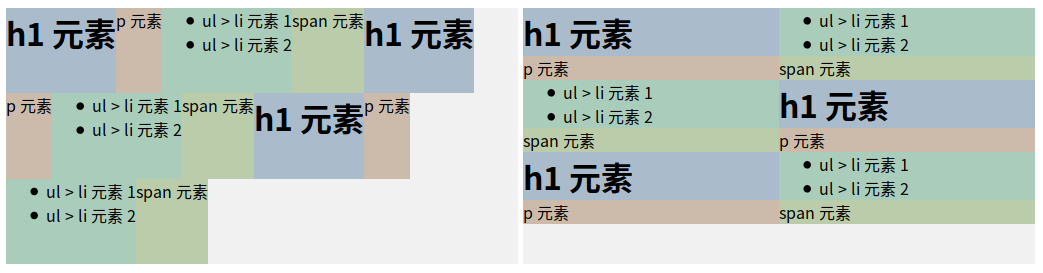 h1 元素 p 元素 • ul > li 元素 1 span 元素 h1 元素
• ul > li 元素 2
p 元素 • ul > li 元素 1 span 元素 h1 元素 p 元素
• ul > li 元素 2
• ul > li 元素 1 span 元素
• ul > li 元素 2
h1 元素
p 元素
• ul > li 元素 1
• ul > li 元素 2
span 元素
h1 元素
p 元素
• ul > li 元素 1
• ul > li 元素 2
span 元素
h1 元素
p 元素
• ul > li 元素 1
• ul > li 元素 2
span 元素